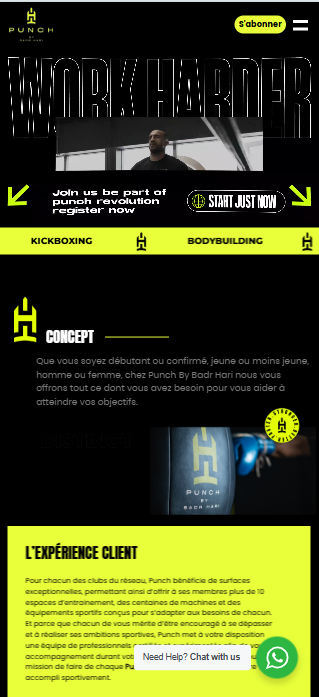 PUNCH
BY
BADR HARI
S'abonner
WORK HARDER
Join us be part of
punch revolution
register now
START JUST NOW
KICKBOXING
BODYBUILDING
CONCEPT
Que vous soyez débutant ou confirmé, jeune ou moins jeune,
homme ou femme, chez Punch By Badr Hari nous vous
offrons tout ce dont vous avez besoin pour vous aider à
atteindre vos objectifs.
PUNCH
BY
BADR HARI
L'EXPÉRIENCE CLIENT
Pour chacun des clubs du réseau, Punch bénéficie de surfaces
exceptionnelles, permettant ainsi d'offrir à ses membres plus de 10
espaces d'entrainement, des centaines de machines et des
équipements sportifs conçus pour s'adapter aux besoins de chacun.
Et parce que chacun de vous mérite d'être encouragé à se dépasser
et à réaliser ses ambitions sportives, Punch met à votre disposition
une équipe de professionnels
accompagnement durant
mission de faire de chaque
accompli sportivement.
Need Help? Chat with us